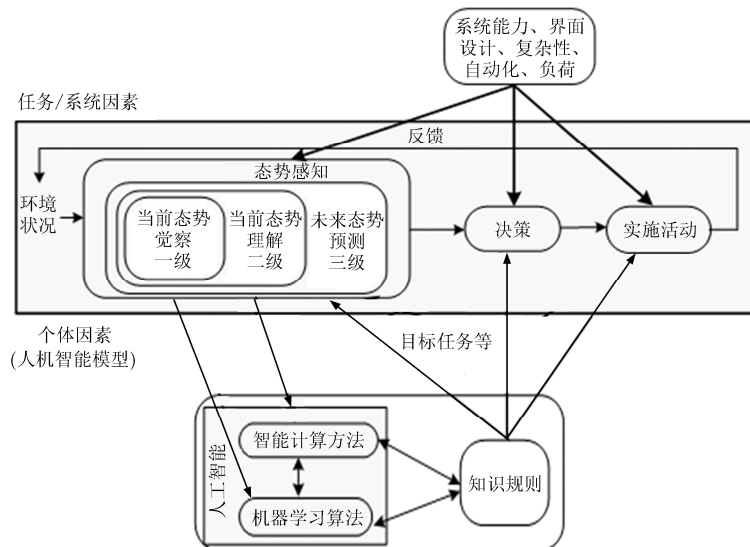 系统能力、界面
设计、复杂性、
自动化、负荷
任务/系统因素
反馈
态势感知
环境
状况
当前态势
觉察
一级
当前态势
理解
二级
未来态势
预测
三级
决策
实施活动
个体因素
(人机智能模型)
目标任务等
人工智能
智能计算方法
机器学习算法
知识规则